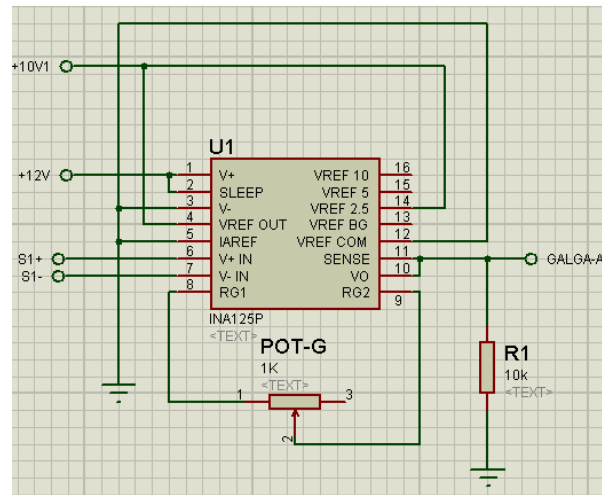 +10V1
U1
+12V
1 V+ VREF 10 16
2 SLEEP VREF 5 15
3 V- VREF 2.5 14
4 VREF OUT VREF BG 13
5 IAREF VREF COM 12
S1+ 6 V+ IN SENSE 11
S1- 7 V- IN VO 10
8 RG1 RG2 9
GALGA-A
INA125P
<TEXT>
POT-G
1K
<TEXT>
1 3
2
R1
10k
<TEXT>